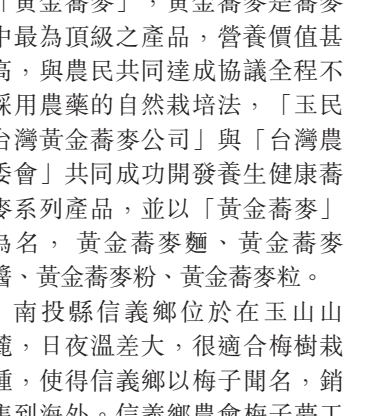 「黃金蕎麥」，黃金蕎麥是蕎麥
中最為頂級之產品，營養價值甚
高，與農民共同達成協議全程不
採用農藥的自然栽培法，「玉民
台灣黃金蕎麥公司」與「台灣農
委會」共同成功開發養生健康蕎
麥系列產品，並以「黃金蕎麥」
為名， 黃金蕎麥麵、黃金蕎麥
醬、黃金蕎麥粉、黃金蕎麥粒。
南投縣信義鄉位於在玉山山
麓，日夜溫差大，很適合梅樹栽
種，使得信義鄉以梅子聞名，銷
售到海外。信義鄉農會梅子夢工